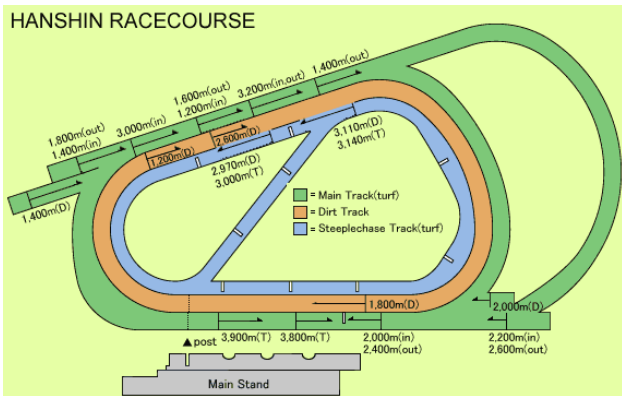 HANSHIN RACECOURSE
1,400m(out)
3,200m(in,out)
1,600m(out)
1,200m(in)
3,000m(in)
1,800m(out)
1,400m(in)
1,400m(D)
1,200m(D)
2,600m(D)
2,970m(D)
3,000m(T)
3,110m(D)
3,140m(T)
= Main Track(turf)
= Dirt Track
= Steeplechase Track(turf)
1,800m(D)
2,000m(D)
▲post
3,900m(T)
3,800m(T)
2,000m(in)
2,400m(out)
2,200m(in)
2,600m(out)
Main Stand